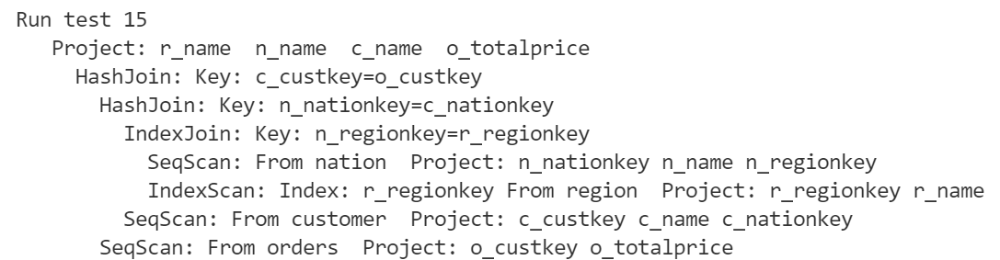 Run test 15
Project: r_name  n_name  c_name  o_totalprice
HashJoin: Key: c_custkey=o_custkey
HashJoin: Key: n_nationkey=c_nationkey
IndexJoin: Key: n_regionkey=r_regionkey
SeqScan: From nation  Project: n_nationkey n_name n_regionkey
IndexScan: Index: r_regionkey From region  Project: r_regionkey r_name
SeqScan: From customer  Project: c_custkey c_name c_nationkey
SeqScan: From orders  Project: o_custkey o_totalprice